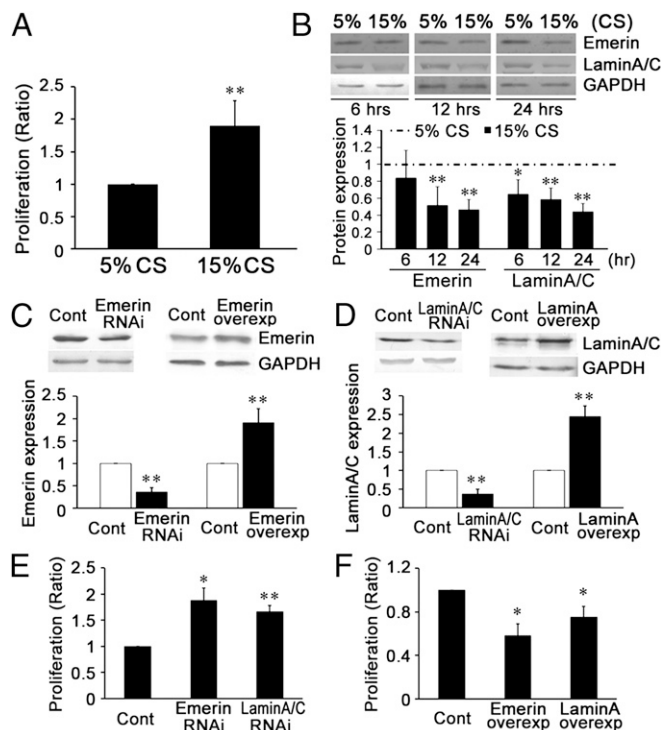 A
Proliferation (Ratio)
2.5
2
1.5
1
0.5
0
**
5% CS
15%CS
B
5% 15% 5% 15% 5% 15% (CS)
Emerin
LaminA/C
GAPDH
6 hrs 12 hrs 24 hrs
5% CS 15% CS
Protein expression
1.4
1.2
1
0.8
0.6
0.4
0.2
0
** ** * ** **
6 12 24 6 12 24 (hr)
Emerin LaminA/C
C
Cont Emerin RNAi
Cont Emerin overexp
Emerin
GAPDH
Emerin expression
2.5
2
1.5
1
0.5
0
**
**
Cont Emerin RNAi
Cont Emerin overexp
D
Cont LaminA/C RNAi
Cont LaminA overexp
LaminA/C
GAPDH
LaminA/C expression
3
2.5
2
1.5
1
0.5
0
**
**
Cont LaminA/C RNAi
Cont LaminA overexp
E
Proliferation (Ratio)
2.5
2
1.5
1
0.5
0
*
**
Cont
Emerin RNAi
LaminA/C RNAi
F
Proliferation (Ratio)
1.2
0.8
0.4
0
*
*
Cont
Emerin overexp
LaminA overexp